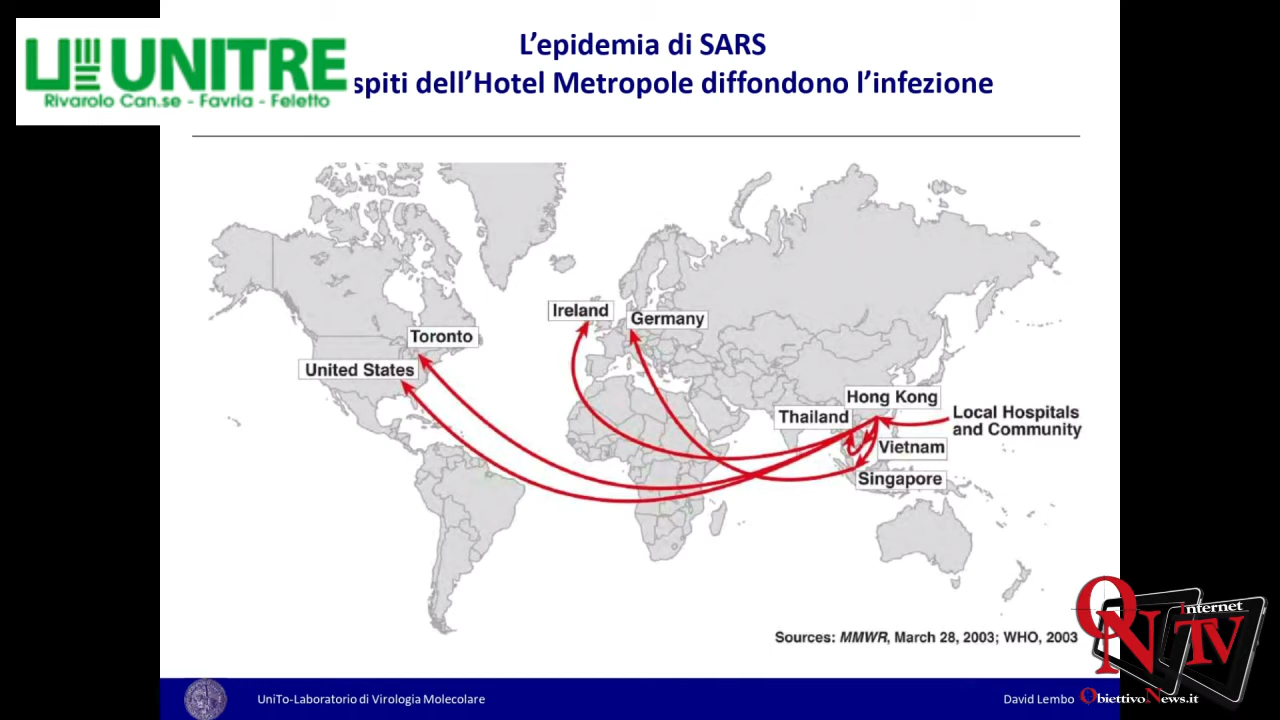 UNITRE
Rivarolo Can.se - Favria - Feletto
L'epidemia di SARS
spiti dell'Hotel Metropole diffondono l'infezione
Ireland
Germany
Toronto
United States
Hong Kong
Thailand
Local Hospitals
and Community
Vietnam
Singapore
Sources: MMWR, March 28, 2003; WHO, 2003
UniTo-Laboratorio di Virologia Molecolare
David Lembo
ON
Internet
TV
ObiettivoNews.it